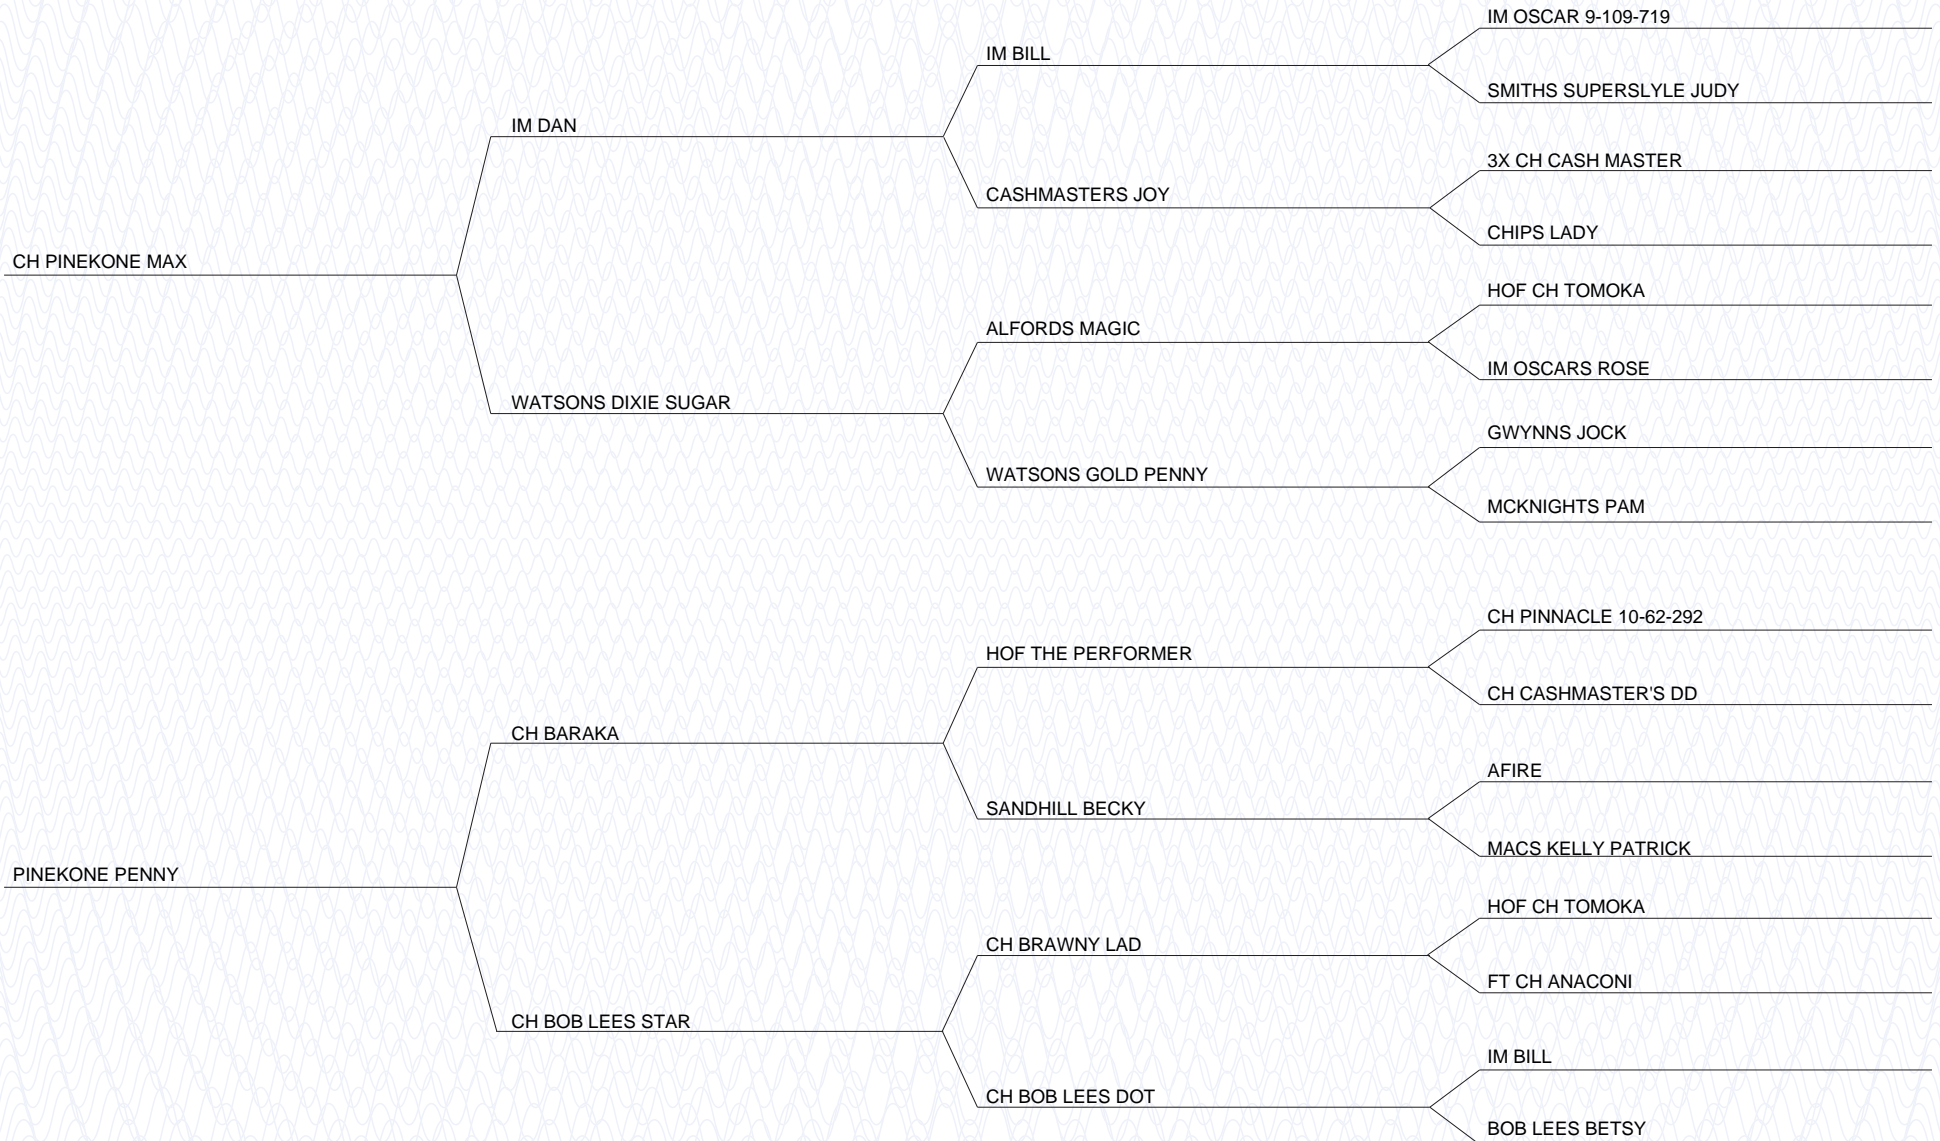 IM OSCAR 9-109-719
IM BILL
SMITHS SUPERSLYLE JUDY
IM DAN
3X CH CASH MASTER
CASHMASTERS JOY
CHIPS LADY
CH PINEKONE MAX
HOF CH TOMOKA
ALFORDS MAGIC
IM OSCARS ROSE
WATSONS DIXIE SUGAR
GWYNNS JOCK
WATSONS GOLD PENNY
MCKNIGHTS PAM
CH PINNACLE 10-62-292
HOF THE PERFORMER
CH CASHMASTER'S DD
CH BARAKA
AFIRE
SANDHILL BECKY
MACS KELLY PATRICK
PINEKONE PENNY
HOF CH TOMOKA
CH BRAWNY LAD
FT CH ANACONI
CH BOB LEES STAR
IM BILL
CH BOB LEES DOT
BOB LEES BETSY